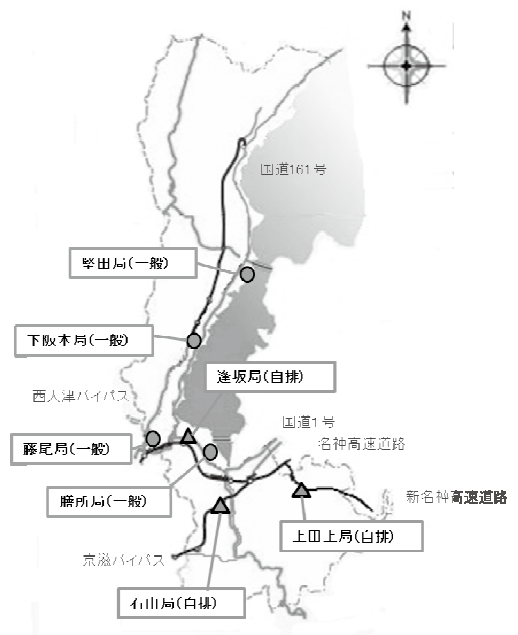 N
国道161号
堅田局(一般)
下阪本局(一般)
逢坂局(自排)
西大津バイパス
国道1号
藤尾局(一般)
名神高速道路
膳所局(一般)
新名神高速道路
上田上局(自排)
京滋バイパス
石山局(自排)